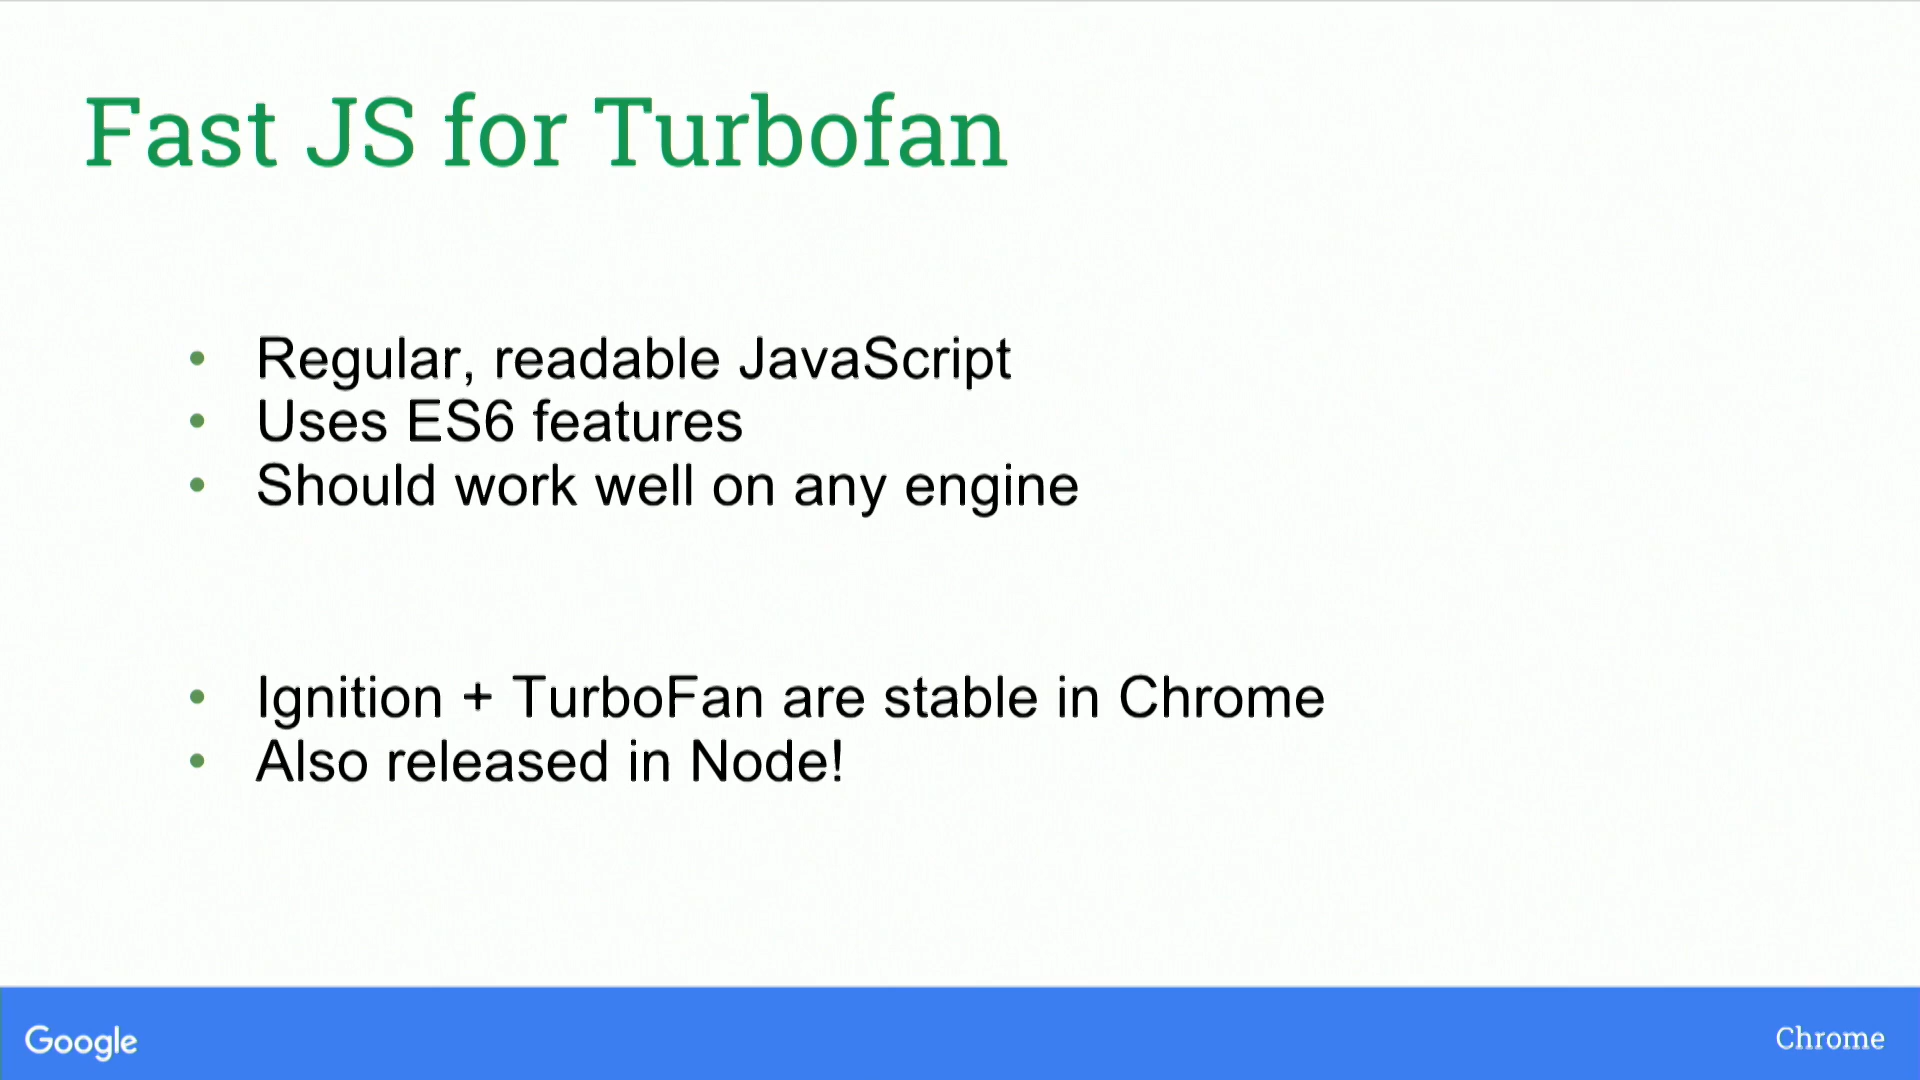 Fast JS for Turbofan
• Regular, readable JavaScript
• Uses ES6 features
• Should work well on any engine
• Ignition + TurboFan are stable in Chrome
• Also released in Node!
Google
Chrome